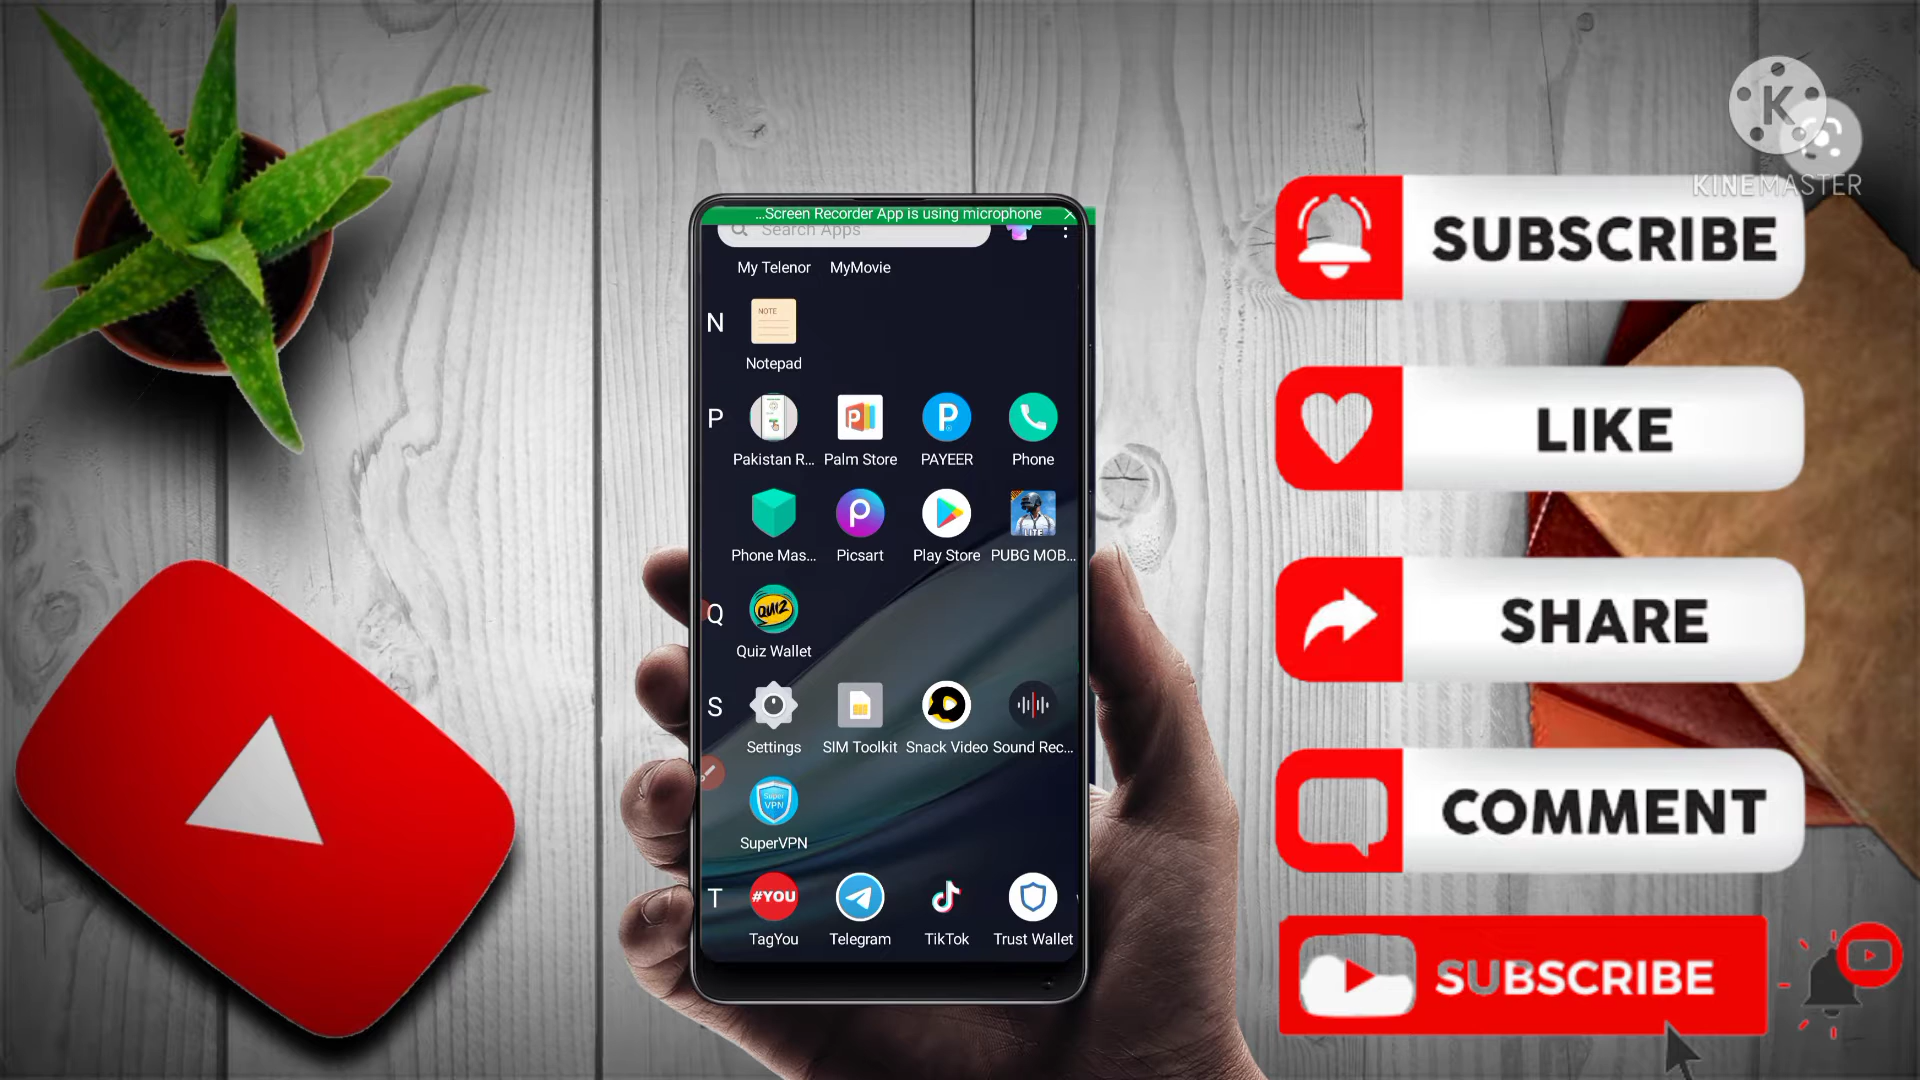 KINEMASTER
K
...Screen Recorder App is using microphone
Search Apps
My Telenor MyMovie
N
NOTE
Notepad
P
Pakistan R... Palm Store PAYEER Phone
LITE
Phone Mas... Picsart Play Store PUBG MOB...
Q
QUIZ
Quiz Wallet
S
Settings SIM Toolkit Snack Video Sound Rec...
Super VPN
SuperVPN
T
#YOU
TagYou Telegram TikTok Trust Wallet
SUBSCRIBE
LIKE
SHARE
COMMENT
SUBSCRIBE